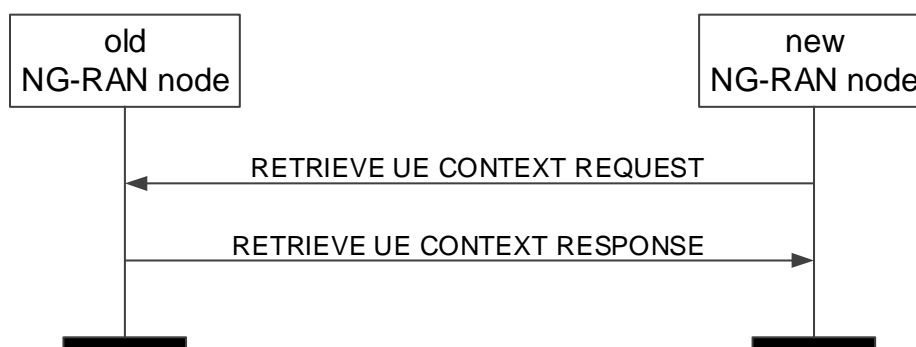 old
NG-RAN node
new
NG-RAN node
RETRIEVE UE CONTEXT REQUEST
RETRIEVE UE CONTEXT RESPONSE